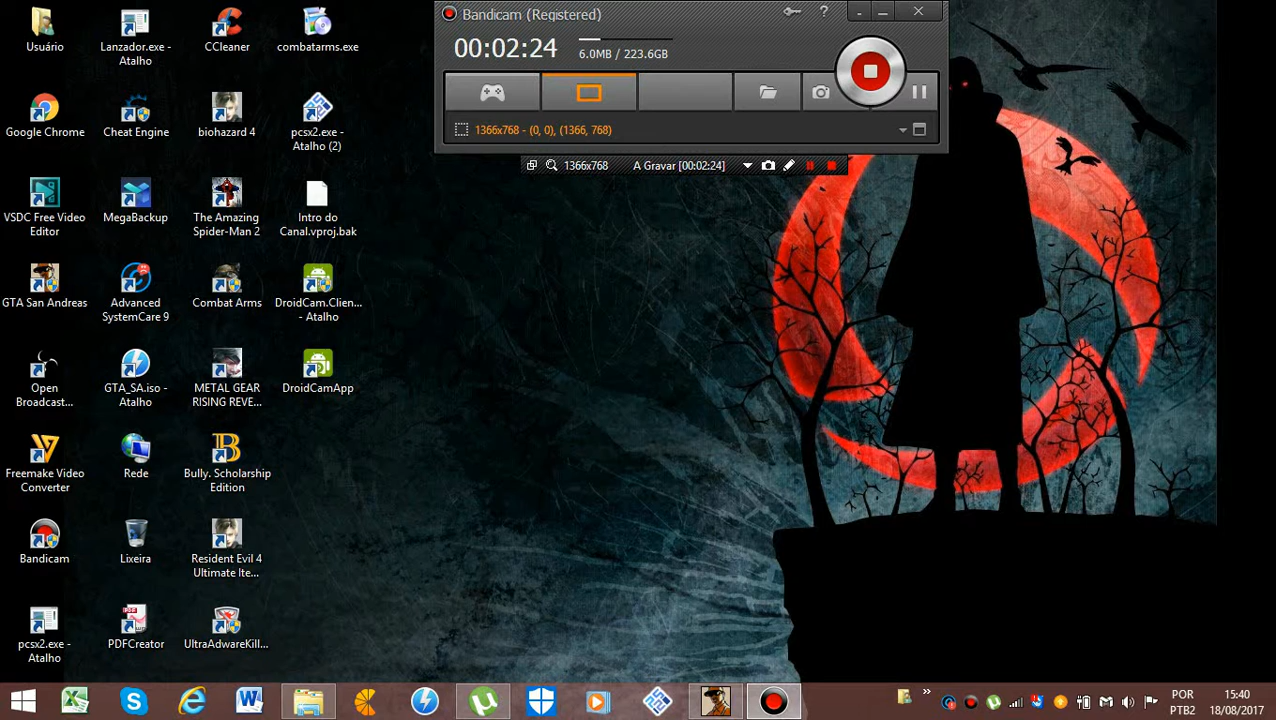 Bandicam (Registered)
?
00:02:24
6.0MB / 223.6GB
1366x768 - (0, 0), (1366, 768)
1366x768
A Gravar [00:02:24]
Usuário
Lanzador.exe -
Atalho
CCleaner
combatarms.exe
Google Chrome
Cheat Engine
biohazard 4
pcsx2.exe -
Atalho (2)
VSDC Free Video
Editor
MegaBackup
The Amazing
Spider-Man 2
Intro do
Canal.vproj.bak
GTA San Andreas
Advanced
SystemCare 9
Combat Arms
DroidCam.Clien...
- Atalho
Open
Broadcast...
GTA_SA.iso -
Atalho
METAL GEAR
RISING REVE...
DroidCamApp
Freemake Video
Converter
Rede
Bully. Scholarship
Edition
Bandicam
Lixeira
Resident Evil 4
Ultimate Ite...
pcsx2.exe -
Atalho
PDFCreator
UltraAdwareKill...
POR
PTB2
15:40
18/08/2017